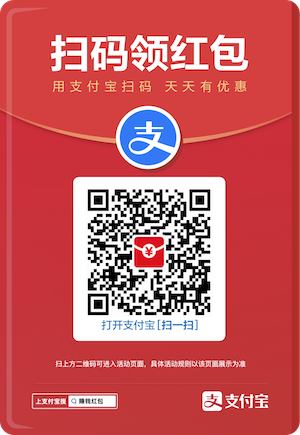 扫码领红包
用支付宝扫码 天天有优惠
支
¥
打开支付宝[扫一扫]
扫上方二维码可进入活动页面，具体活动规则以该页面展示为准
上支付宝搜 赚钱红包 支付宝